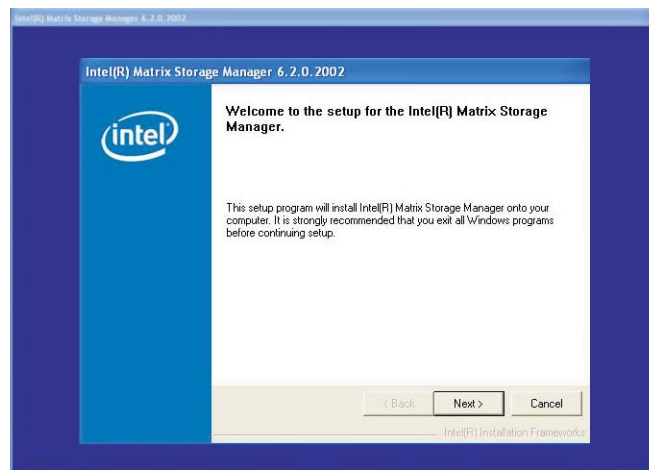 Intel(R) Matrix Storage Manager 6.2.0.2002
Intel(R) Matrix Storage Manager 6.2.0.2002
intel
Welcome to the setup for the Intel(R) Matrix Storage
Manager.
This setup program will install Intel(R) Matrix Storage Manager onto your
computer. It is strongly recommended that you exit all Windows programs
before continuing setup.
< Back
Next >
Cancel
Intel(R) Installation Frameworks